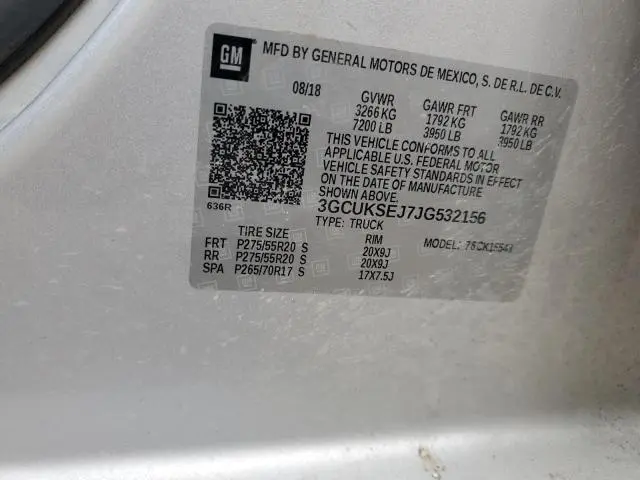 GM MFD BY GENERAL MOTORS DE MEXICO, S. DE R.L. DE C.V.
08/18 GVWR GAWR FRT GAWR RR
3266 KG 1792 KG 1792 KG
7200 LB 3950 LB 3950 LB
THIS VEHICLE CONFORMS TO ALL
APPLICABLE U.S. FEDERAL MOTOR
VEHICLE SAFETY STANDARDS IN EFFECT
ON THE DATE OF MANUFACTURE
SHOWN ABOVE.
636R 3GCUKSEJ7JG532156
TYPE: TRUCK
TIRE SIZE RIM MODEL:
FRT P275/55R20 S 20X9J
RR P275/55R20 S 20X9J
SPA P265/70R17 S 17X7.5J